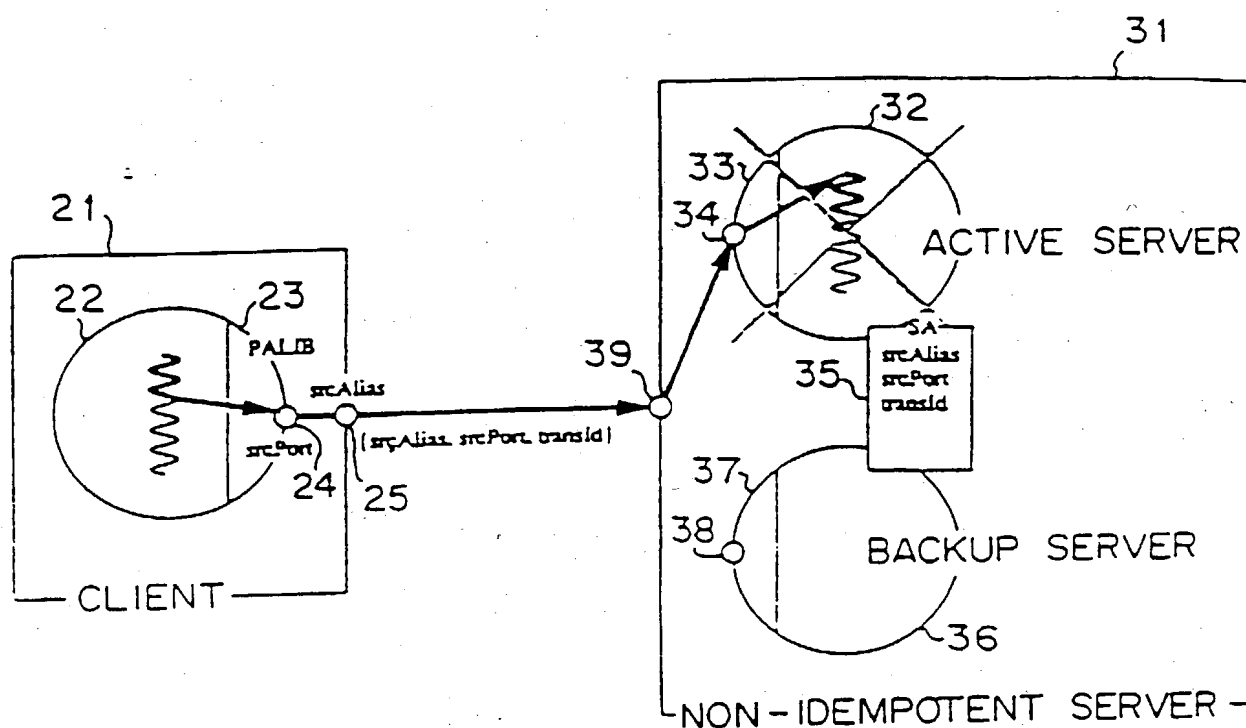 31
32
33
34
ACTIVE SERVER
21
22
23
PALIB
srcAlias
srcPort
24
25
(srcAlias, srcPort, transId)
39
35
SA
srcAlias
srcPort
transId
37
38
BACKUP SERVER
36
CLIENT
NON-IDEMPOTENT SERVER